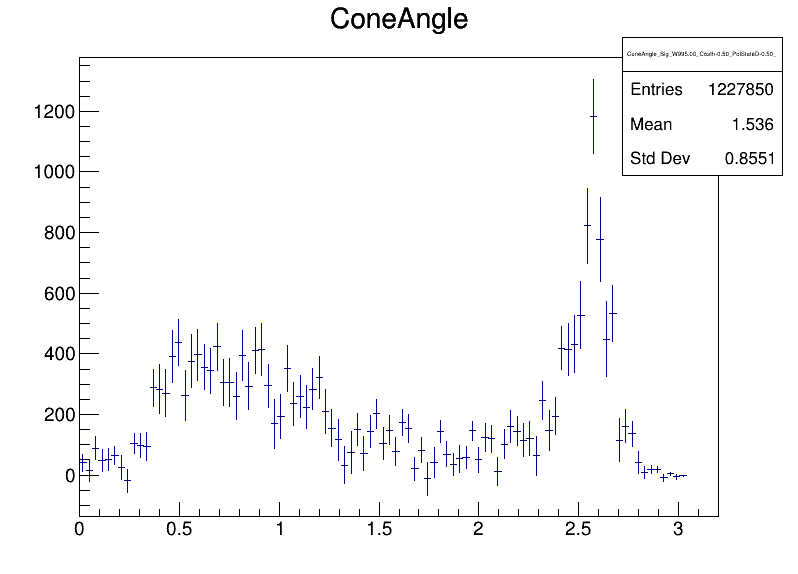 ConeAngle
ConeAngle_Sig_W995.00_Costh-0.50_PolStateD-0.50_
Entries 1227850
Mean 1.536
Std Dev 0.8551
1200
1000
800
600
400
200
0
0 0.5 1 1.5 2 2.5 3